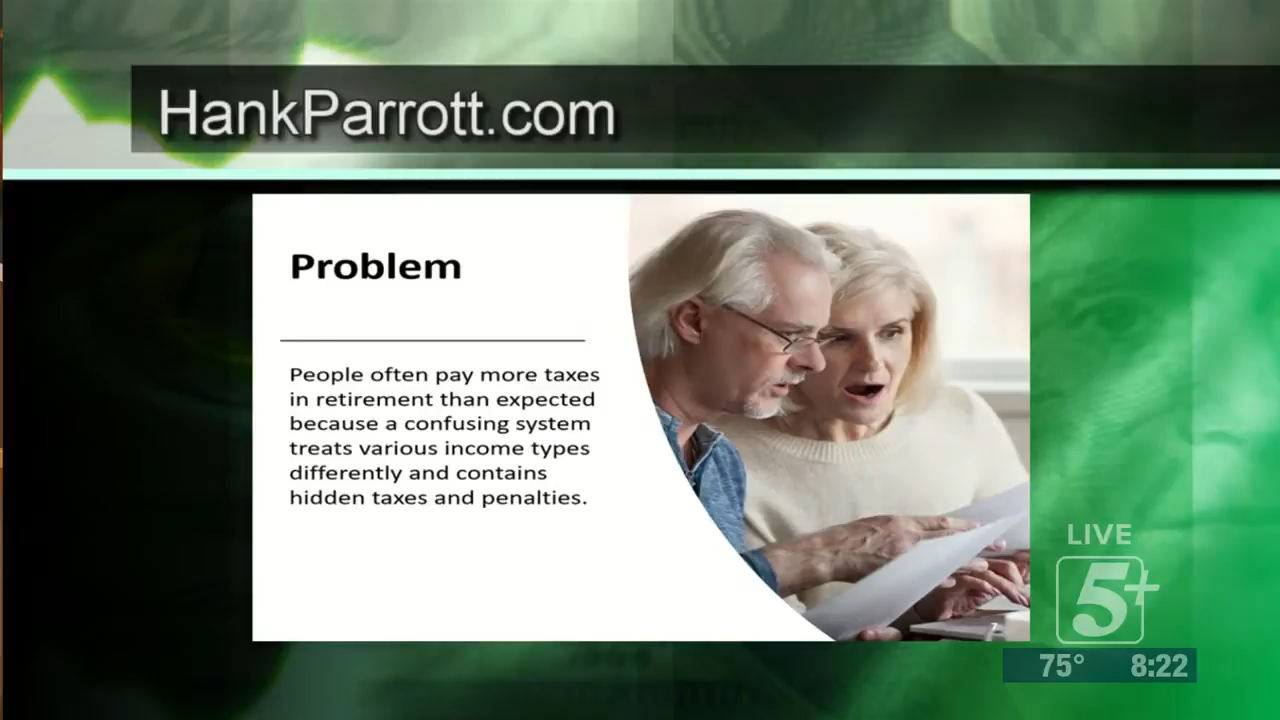 HankParrott.com
Problem
People often pay more taxes
in retirement than expected
because a confusing system
treats various income types
differently and contains
hidden taxes and penalties.
LIVE
5+
75° 8:22